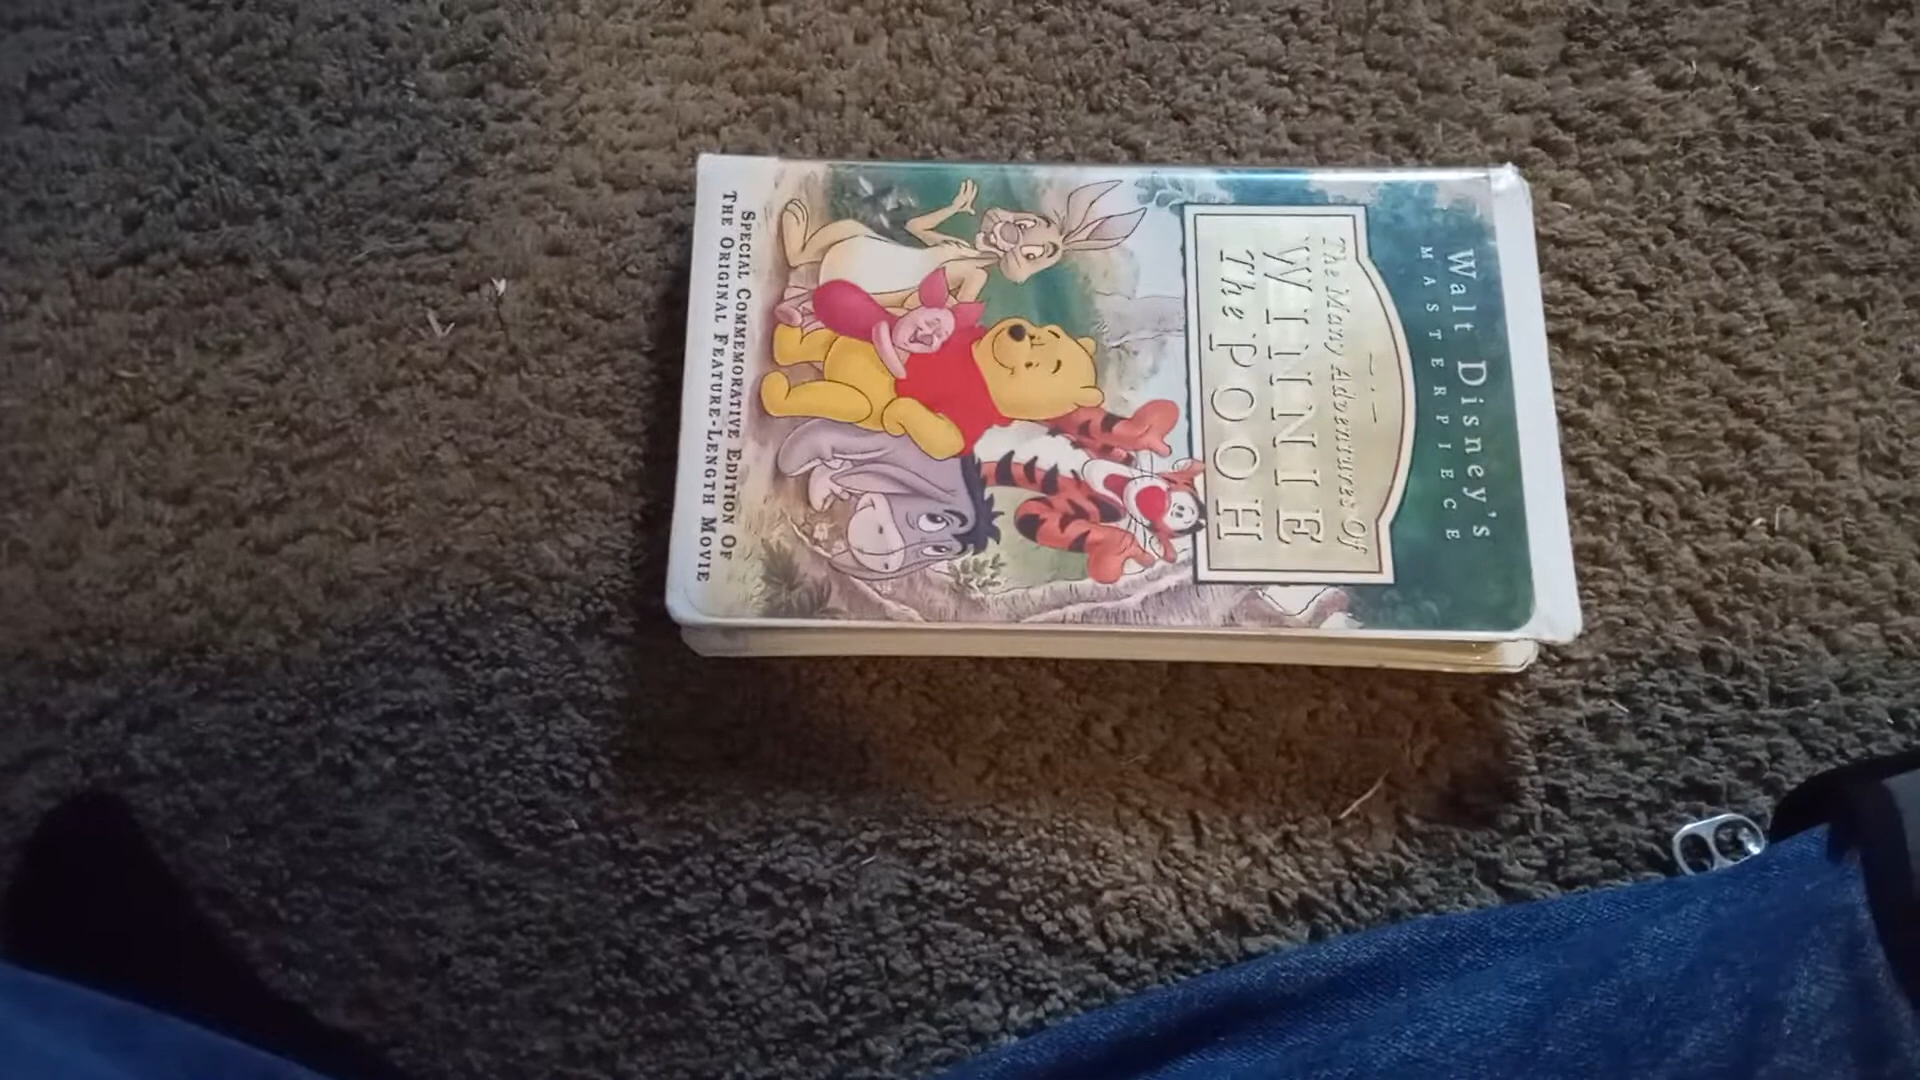 Walt Disney's
MASTERPIECE
The Many Adventures Of
WINNIE
The POOH
SPECIAL COMMEMORATIVE EDITION OF
THE ORIGINAL FEATURE-LENGTH MOVIE